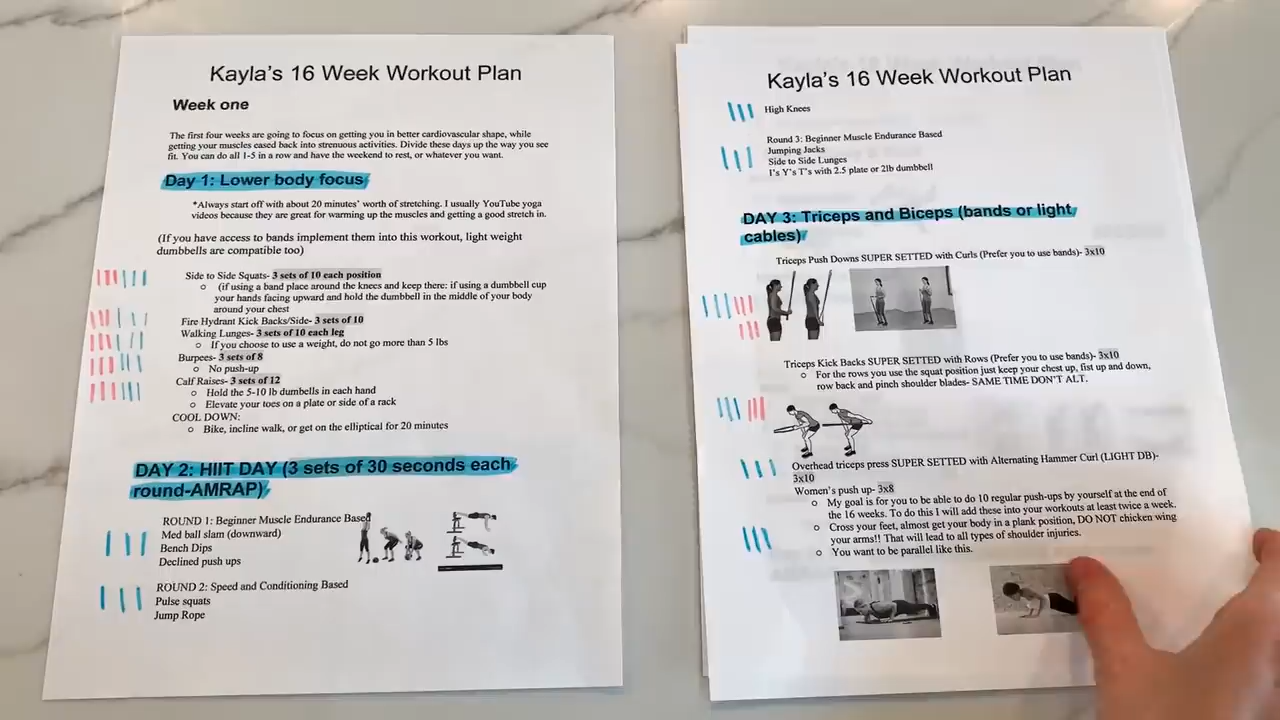 Kayla's 16 Week Workout Plan
Week one
The first four weeks are going to focus on getting you in better cardiovascular shape, while
getting your muscles eased back into strenuous activities. Divide these days up the way you see
fit. You can do all 1-5 in a row and have the weekend to rest, or whatever you want.
Day 1: Lower body focus
*Always start off with about 20 minutes' worth of stretching. I usually YouTube yoga
videos because they are great for warming up the muscles and getting a good stretch in.
(If you have access to bands implement them into this workout, light weight
dumbbells are compatible too)
Side to Side Squats- 3 sets of 10 each position
(if using a band place around the knees and keep there: if using a dumbbell cup
your hands facing upward and hold the dumbbell in the middle of your body
around your chest
Fire Hydrant Kick Backs/Side- 3 sets of 10
Walking Lunges- 3 sets of 10 each leg
If you choose to use a weight, do not go more than 5 lbs
Burpees- 3 sets of 8
No push-up
Calf Raises- 3 sets of 12
Hold the 5-10 lb dumbells in each hand
Elevate your toes on a plate or side of a rack
COOL DOWN:
Bike, incline walk, or get on the elliptical for 20 minutes
DAY 2: HIIT DAY (3 sets of 30 seconds each
round-AMRAP)
ROUND 1: Beginner Muscle Endurance Based
Med ball slam (downward)
Bench Dips
Declined push ups
ROUND 2: Speed and Conditioning Based
Pulse squats
Jump Rope
Kayla's 16 Week Workout Plan
High Knees
Round 3: Beginner Muscle Endurance Based
Jumping Jacks
Side to Side Lunges
I's Y's T's with 2.5 plate or 2lb dumbbell
DAY 3: Triceps and Biceps (bands or light
cables)
Triceps Push Downs SUPER SETTED with Curls (Prefer you to use bands)- 3x10
Triceps Kick Backs SUPER SETTED with Rows (Prefer you to use bands)- 3x10
For the rows you use the squat position just keep your chest up, fist up and down,
row back and pinch shoulder blades- SAME TIME DON'T ALT.
Overhead triceps press SUPER SETTED with Alternating Hammer Curl (LIGHT DB)-
3x10
Women's push up- 3x8
My goal is for you to be able to do 10 regular push-ups by yourself at the end of
the 16 weeks. To do this I will add these into your workouts at least twice a week.
Cross your feet, almost get your body in a plank position, DO NOT chicken wing
your arms!! That will lead to all types of shoulder injuries.
You want to be parallel like this.